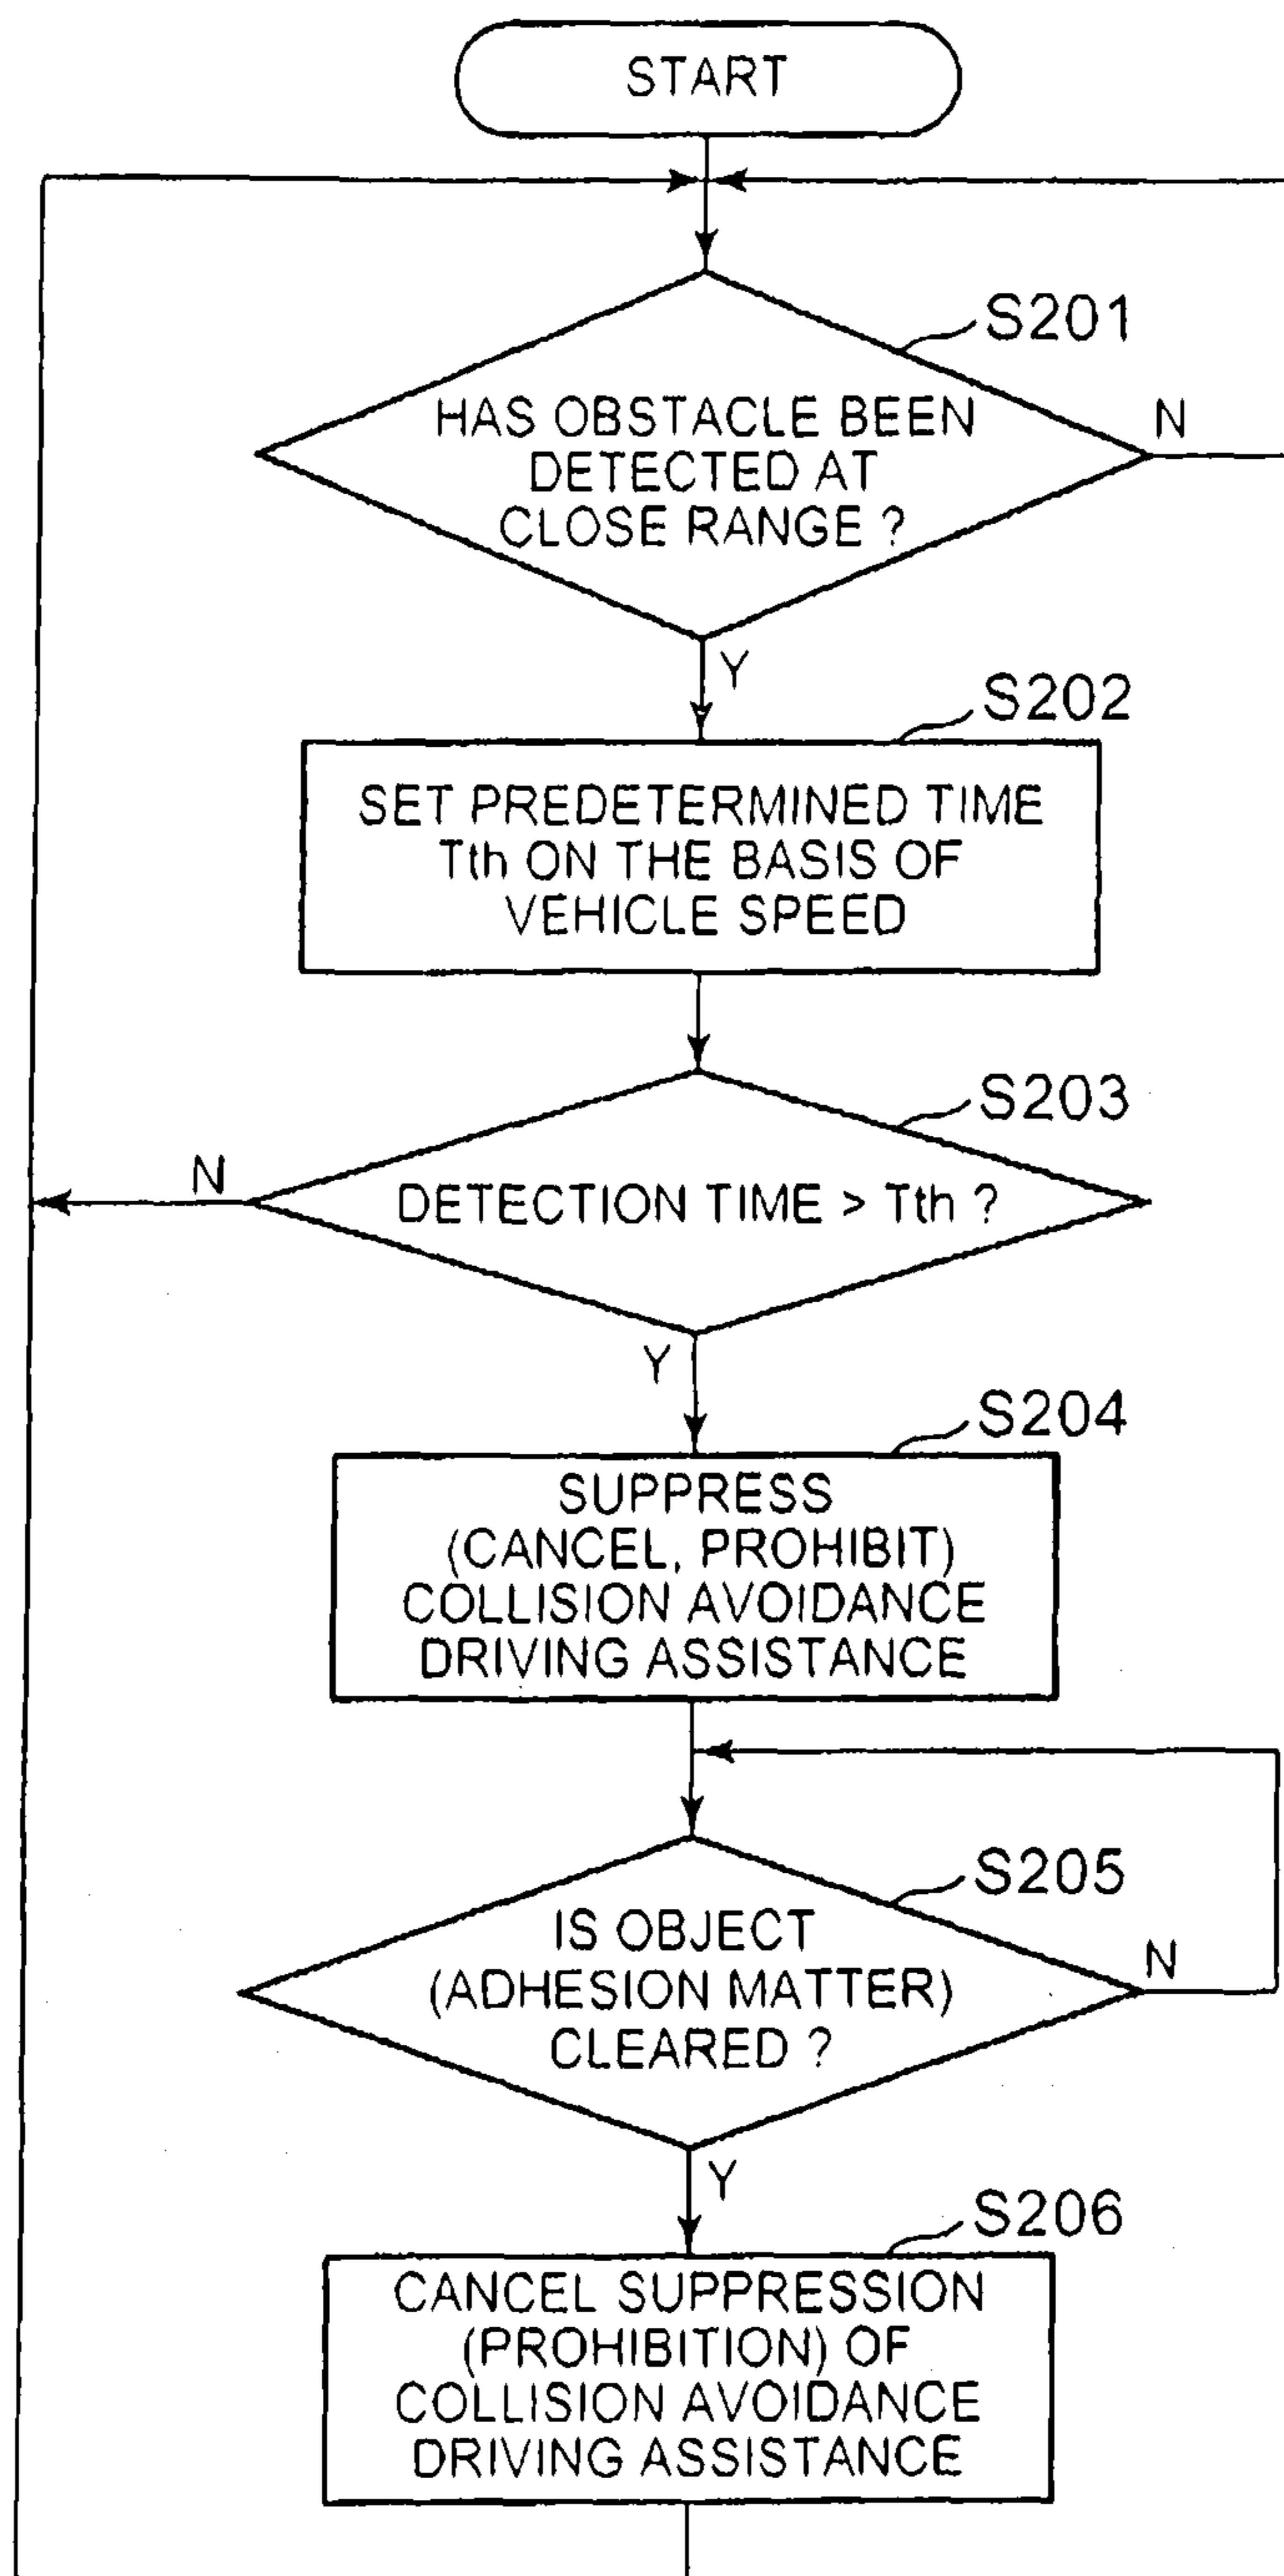 START
S201
HAS OBSTACLE BEEN
DETECTED AT
CLOSE RANGE ?
N
Y
S202
SET PREDETERMINED TIME
Tth ON THE BASIS OF
VEHICLE SPEED
S203
N
DETECTION TIME > Tth ?
Y
S204
SUPPRESS
(CANCEL, PROHIBIT)
COLLISION AVOIDANCE
DRIVING ASSISTANCE
S205
IS OBJECT
(ADHESION MATTER)
CLEARED ?
N
Y
S206
CANCEL SUPPRESSION
(PROHIBITION) OF
COLLISION AVOIDANCE
DRIVING ASSISTANCE